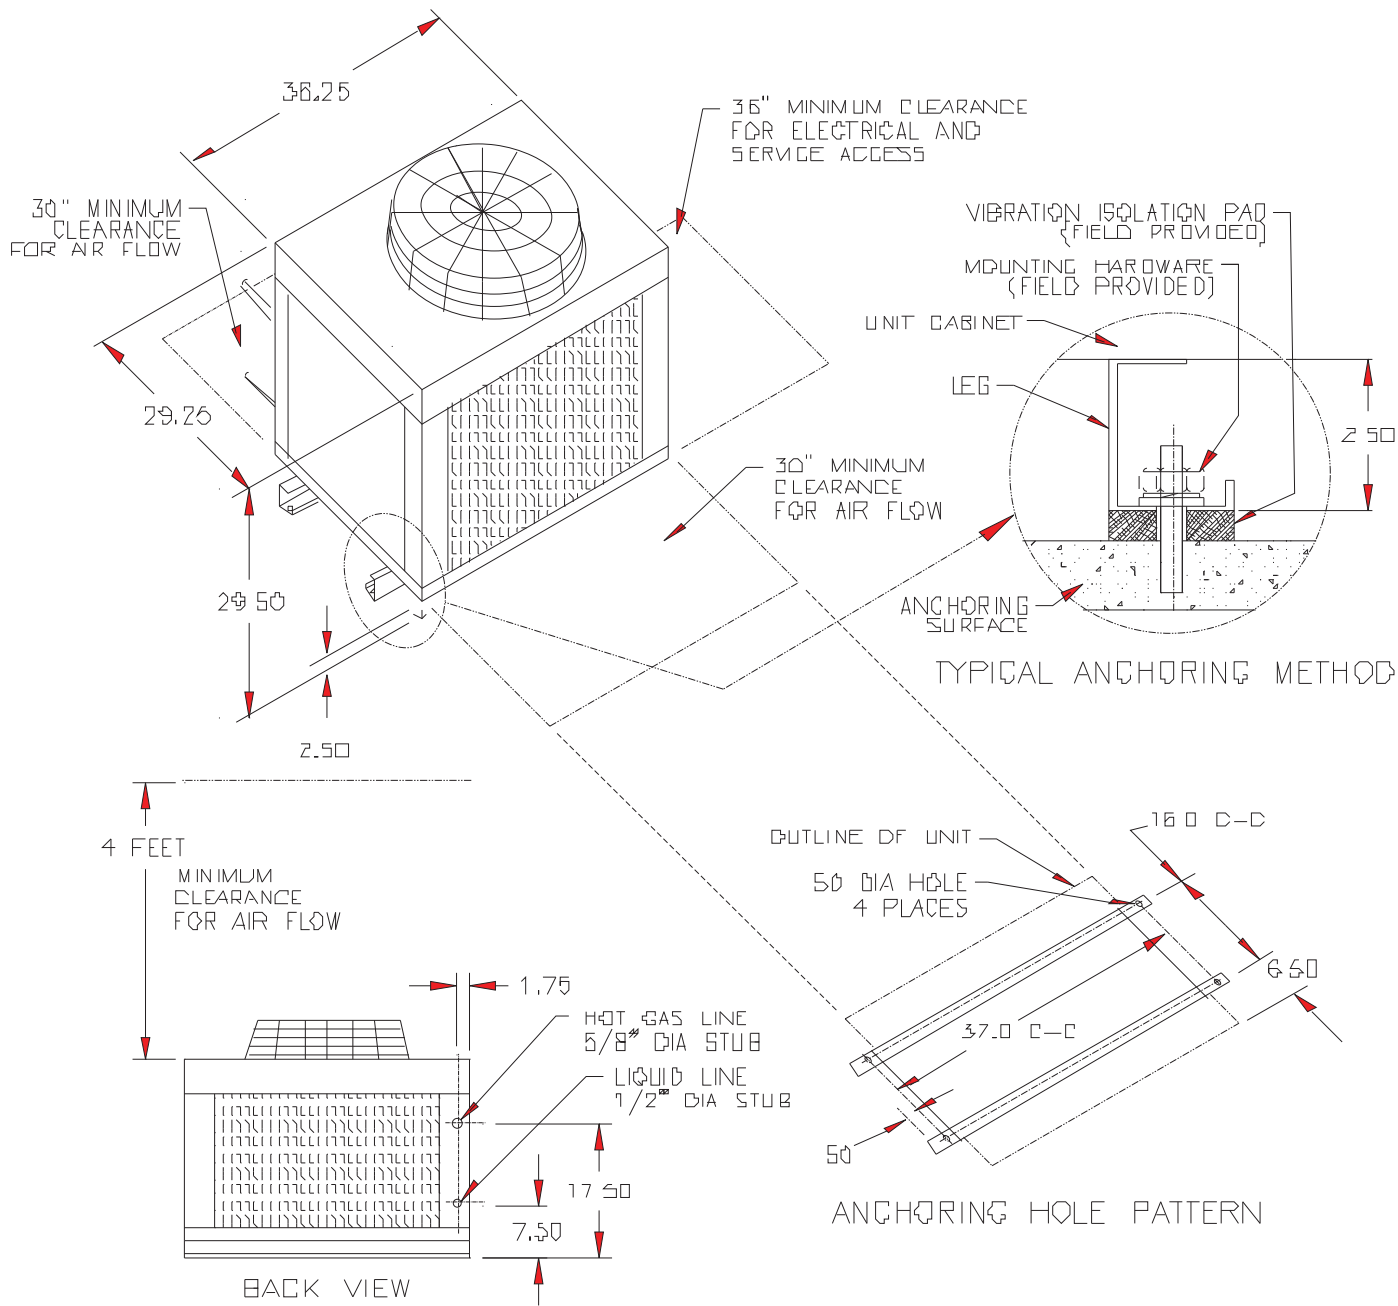 36.25
36" MINIMUM CLEARANCE
FOR ELECTRICAL AND
SERVICE ACCESS
30" MINIMUM
CLEARANCE
FOR AIR FLOW
VIBRATION ISOLATION PAD
(FIELD PROVIDED)
MOUNTING HARDWARE
(FIELD PROVIDED)
UNIT CABINET
LEG
2.50
29.25
30" MINIMUM
CLEARANCE
FOR AIR FLOW
29.50
ANCHORING
SURFACE
TYPICAL ANCHORING METHOD
2.50
4 FEET
MINIMUM
CLEARANCE
FOR AIR FLOW
16.0 C-C
OUTLINE OF UNIT
.50 DIA HOLE
4 PLACES
6.60
37.0 C-C
.50
ANCHORING HOLE PATTERN
1.75
HOT GAS LINE
5/8" DIA STUB
LIQUID LINE
1/2" DIA STUB
17.50
7.50
BACK VIEW